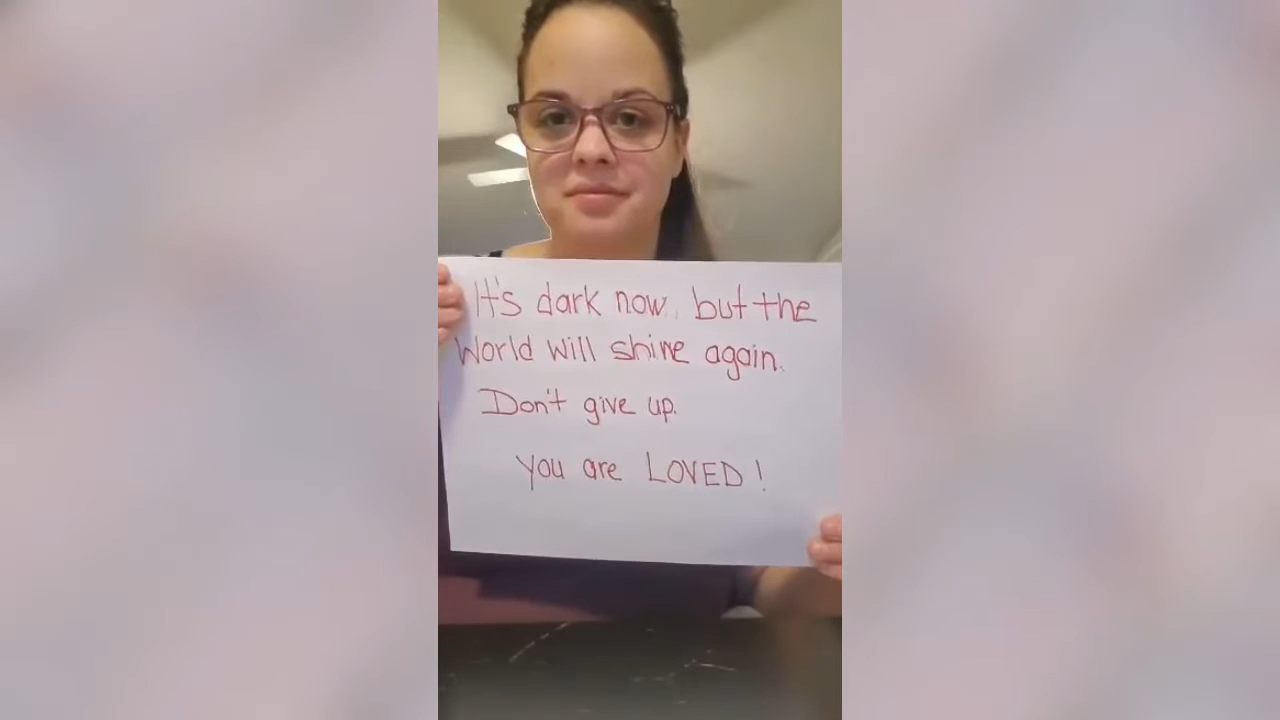 It's dark now, but the
World will shine again.
Don't give up.
You are LOVED!